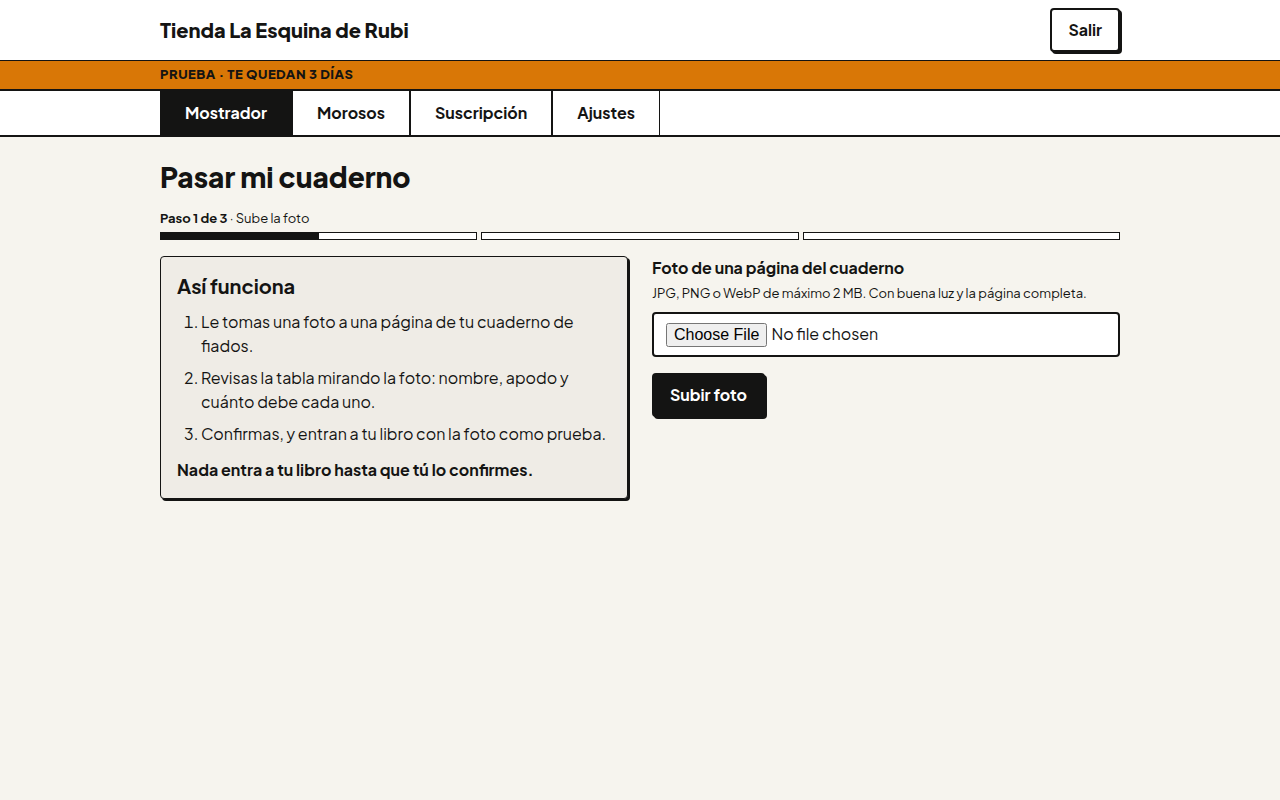 Tienda La Esquina de Rubi
Salir
PRUEBA · TE QUEDAN 3 DÍAS
Mostrador
Morosos
Suscripción
Ajustes
Pasar mi cuaderno
Paso 1 de 3 · Sube la foto
Así funciona
1. Le tomas una foto a una página de tu cuaderno de
fiados.
2. Revisas la tabla mirando la foto: nombre, apodo y
cuánto debe cada uno.
3. Confirmas, y entran a tu libro con la foto como prueba.
Nada entra a tu libro hasta que tú lo confirmes.
Foto de una página del cuaderno
JPG, PNG o WebP de máximo 2 MB. Con buena luz y la página completa.
Choose File No file chosen
Subir foto